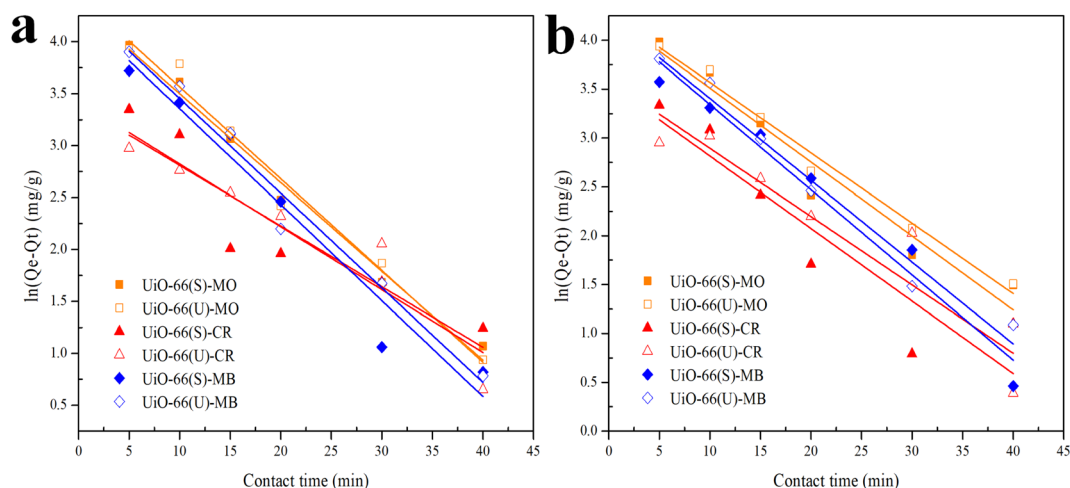 a
ln(Qe-Qt) (mg/g)
4.0
3.5
3.0
2.5
2.0
1.5
1.0
0.5
UiO-66(S)-MO
UiO-66(U)-MO
UiO-66(S)-CR
UiO-66(U)-CR
UiO-66(S)-MB
UiO-66(U)-MB
0 5 10 15 20 25 30 35 40 45
Contact time (min)
b
ln(Qe-Qt) (mg/g)
4.0
3.5
3.0
2.5
2.0
1.5
1.0
0.5
0.0
UiO-66(S)-MO
UiO-66(U)-MO
UiO-66(S)-CR
UiO-66(U)-CR
UiO-66(S)-MB
UiO-66(U)-MB
0 5 10 15 20 25 30 35 40 45
Contact time (min)